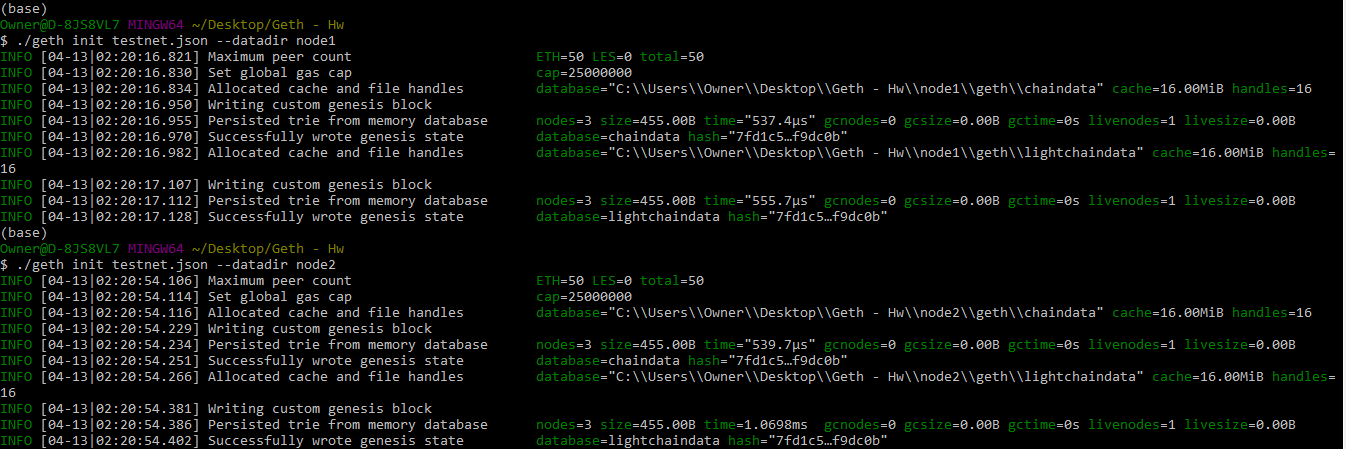 (base)
Owner@D-8JS8VL7 MINGW64 ~/Desktop/Geth - Hw
$ ./geth init testnet.json --datadir node1
INFO [04-13|02:20:16.821] Maximum peer count                       ETH=50 LES=0 total=50
INFO [04-13|02:20:16.830] Set global gas cap                       cap=25000000
INFO [04-13|02:20:16.834] Allocated cache and file handles         database="C:\\Users\\Owner\\Desktop\\Geth - Hw\\node1\\geth\\chaindata" cache=16.00MiB handles=16
INFO [04-13|02:20:16.950] Writing custom genesis block
INFO [04-13|02:20:16.955] Persisted trie from memory database      nodes=3 size=455.00B time="537.4µs" gcnodes=0 gcsize=0.00B gctime=0s livenodes=1 livesize=0.00B
INFO [04-13|02:20:16.970] Successfully wrote genesis state         database=chaindata hash="7fd1c5…f9dc0b"
INFO [04-13|02:20:16.982] Allocated cache and file handles         database="C:\\Users\\Owner\\Desktop\\Geth - Hw\\node1\\geth\\lightchaindata" cache=16.00MiB handles=
16
INFO [04-13|02:20:17.107] Writing custom genesis block
INFO [04-13|02:20:17.112] Persisted trie from memory database      nodes=3 size=455.00B time="555.7µs" gcnodes=0 gcsize=0.00B gctime=0s livenodes=1 livesize=0.00B
INFO [04-13|02:20:17.128] Successfully wrote genesis state         database=lightchaindata hash="7fd1c5…f9dc0b"
(base)
Owner@D-8JS8VL7 MINGW64 ~/Desktop/Geth - Hw
$ ./geth init testnet.json --datadir node2
INFO [04-13|02:20:54.106] Maximum peer count                       ETH=50 LES=0 total=50
INFO [04-13|02:20:54.114] Set global gas cap                       cap=25000000
INFO [04-13|02:20:54.116] Allocated cache and file handles         database="C:\\Users\\Owner\\Desktop\\Geth - Hw\\node2\\geth\\chaindata" cache=16.00MiB handles=16
INFO [04-13|02:20:54.229] Writing custom genesis block
INFO [04-13|02:20:54.234] Persisted trie from memory database      nodes=3 size=455.00B time="539.7µs" gcnodes=0 gcsize=0.00B gctime=0s livenodes=1 livesize=0.00B
INFO [04-13|02:20:54.251] Successfully wrote genesis state         database=chaindata hash="7fd1c5…f9dc0b"
INFO [04-13|02:20:54.266] Allocated cache and file handles         database="C:\\Users\\Owner\\Desktop\\Geth - Hw\\node2\\geth\\lightchaindata" cache=16.00MiB handles=
16
INFO [04-13|02:20:54.381] Writing custom genesis block
INFO [04-13|02:20:54.386] Persisted trie from memory database      nodes=3 size=455.00B time=1.0698ms  gcnodes=0 gcsize=0.00B gctime=0s livenodes=1 livesize=0.00B
INFO [04-13|02:20:54.402] Successfully wrote genesis state         database=lightchaindata hash="7fd1c5…f9dc0b"